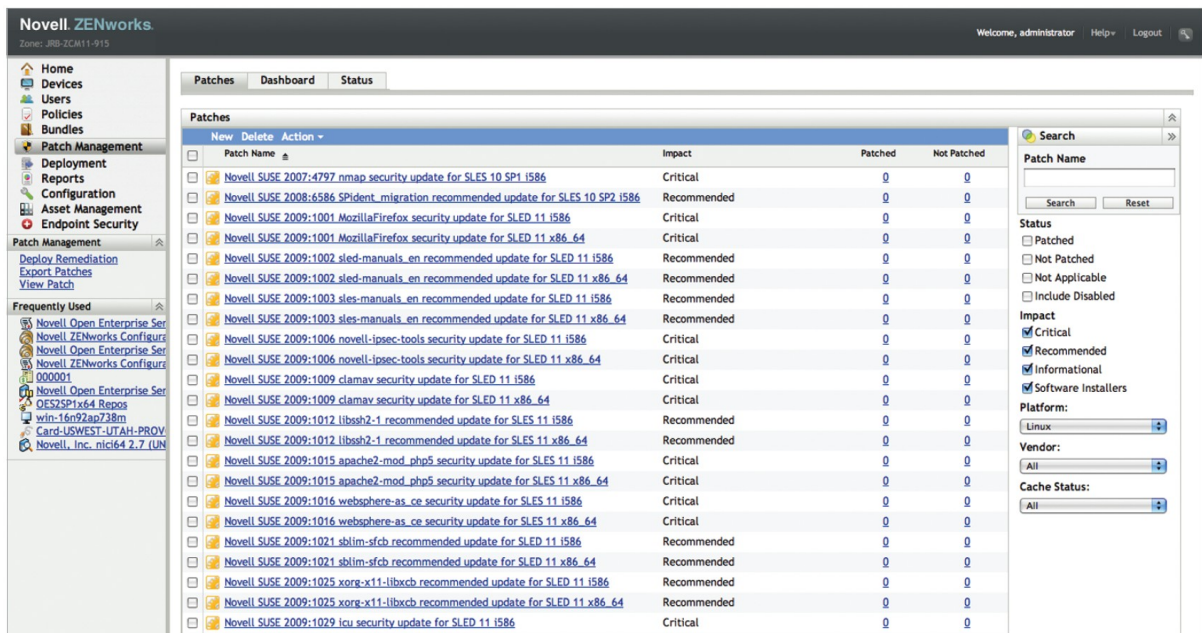 Novell ZENworks.
Zone: JRB-ZCM11-915
Welcome, administrator Help Logout
Home
Devices
Users
Policies
Bundles
Patch Management
Deployment
Reports
Configuration
Asset Management
Endpoint Security
Patch Management
Deploy Remediation
Export Patches
View Patch
Frequently Used
Novell Open Enterprise Ser
Novell ZENworks Configura
Novell Open Enterprise Ser
Novell ZENworks Configura
000001
Novell Open Enterprise Ser
OES2SP1x64 Repos
win-16n92ap738m
Card-USWEST-UTAH-PROV
Novell, Inc. nici64 2.7 (UN
Patches Dashboard Status
Patches
New Delete Action
Patch Name Impact Patched Not Patched
Novell SUSE 2007:4797 nmap security update for SLES 10 SP1 i586 Critical 0 0
Novell SUSE 2008:6586 SPident_migration recommended update for SLES 10 SP2 i586 Recommended 0 0
Novell SUSE 2009:1001 MozillaFirefox security update for SLED 11 i586 Critical 0 0
Novell SUSE 2009:1001 MozillaFirefox security update for SLED 11 x86_64 Critical 0 0
Novell SUSE 2009:1002 sled-manuals_en recommended update for SLED 11 i586 Recommended 0 0
Novell SUSE 2009:1002 sled-manuals_en recommended update for SLED 11 x86_64 Recommended 0 0
Novell SUSE 2009:1003 sles-manuals_en recommended update for SLES 11 i586 Recommended 0 0
Novell SUSE 2009:1003 sles-manuals_en recommended update for SLES 11 x86_64 Recommended 0 0
Novell SUSE 2009:1006 novell-ipsec-tools security update for SLED 11 i586 Critical 0 0
Novell SUSE 2009:1006 novell-ipsec-tools security update for SLED 11 x86_64 Critical 0 0
Novell SUSE 2009:1009 clamav security update for SLED 11 i586 Critical 0 0
Novell SUSE 2009:1009 clamav security update for SLED 11 x86_64 Critical 0 0
Novell SUSE 2009:1012 libssh2-1 recommended update for SLES 11 i586 Recommended 0 0
Novell SUSE 2009:1012 libssh2-1 recommended update for SLES 11 x86_64 Recommended 0 0
Novell SUSE 2009:1015 apache2-mod_php5 security update for SLES 11 i586 Critical 0 0
Novell SUSE 2009:1015 apache2-mod_php5 security update for SLES 11 x86_64 Critical 0 0
Novell SUSE 2009:1016 websphere-as_ce security update for SLES 11 i586 Critical 0 0
Novell SUSE 2009:1016 websphere-as_ce security update for SLES 11 x86_64 Critical 0 0
Novell SUSE 2009:1021 sblim-sfcb recommended update for SLED 11 i586 Recommended 0 0
Novell SUSE 2009:1021 sblim-sfcb recommended update for SLED 11 x86_64 Recommended 0 0
Novell SUSE 2009:1025 xorg-x11-libxcb recommended update for SLED 11 i586 Recommended 0 0
Novell SUSE 2009:1025 xorg-x11-libxcb recommended update for SLED 11 x86_64 Recommended 0 0
Novell SUSE 2009:1029 icu security update for SLED 11 i586 Critical 0 0
Search
Patch Name
Search Reset
Status
Patched
Not Patched
Not Applicable
Include Disabled
Impact
Critical
Recommended
Informational
Software Installers
Platform:
Linux
Vendor:
All
Cache Status:
All